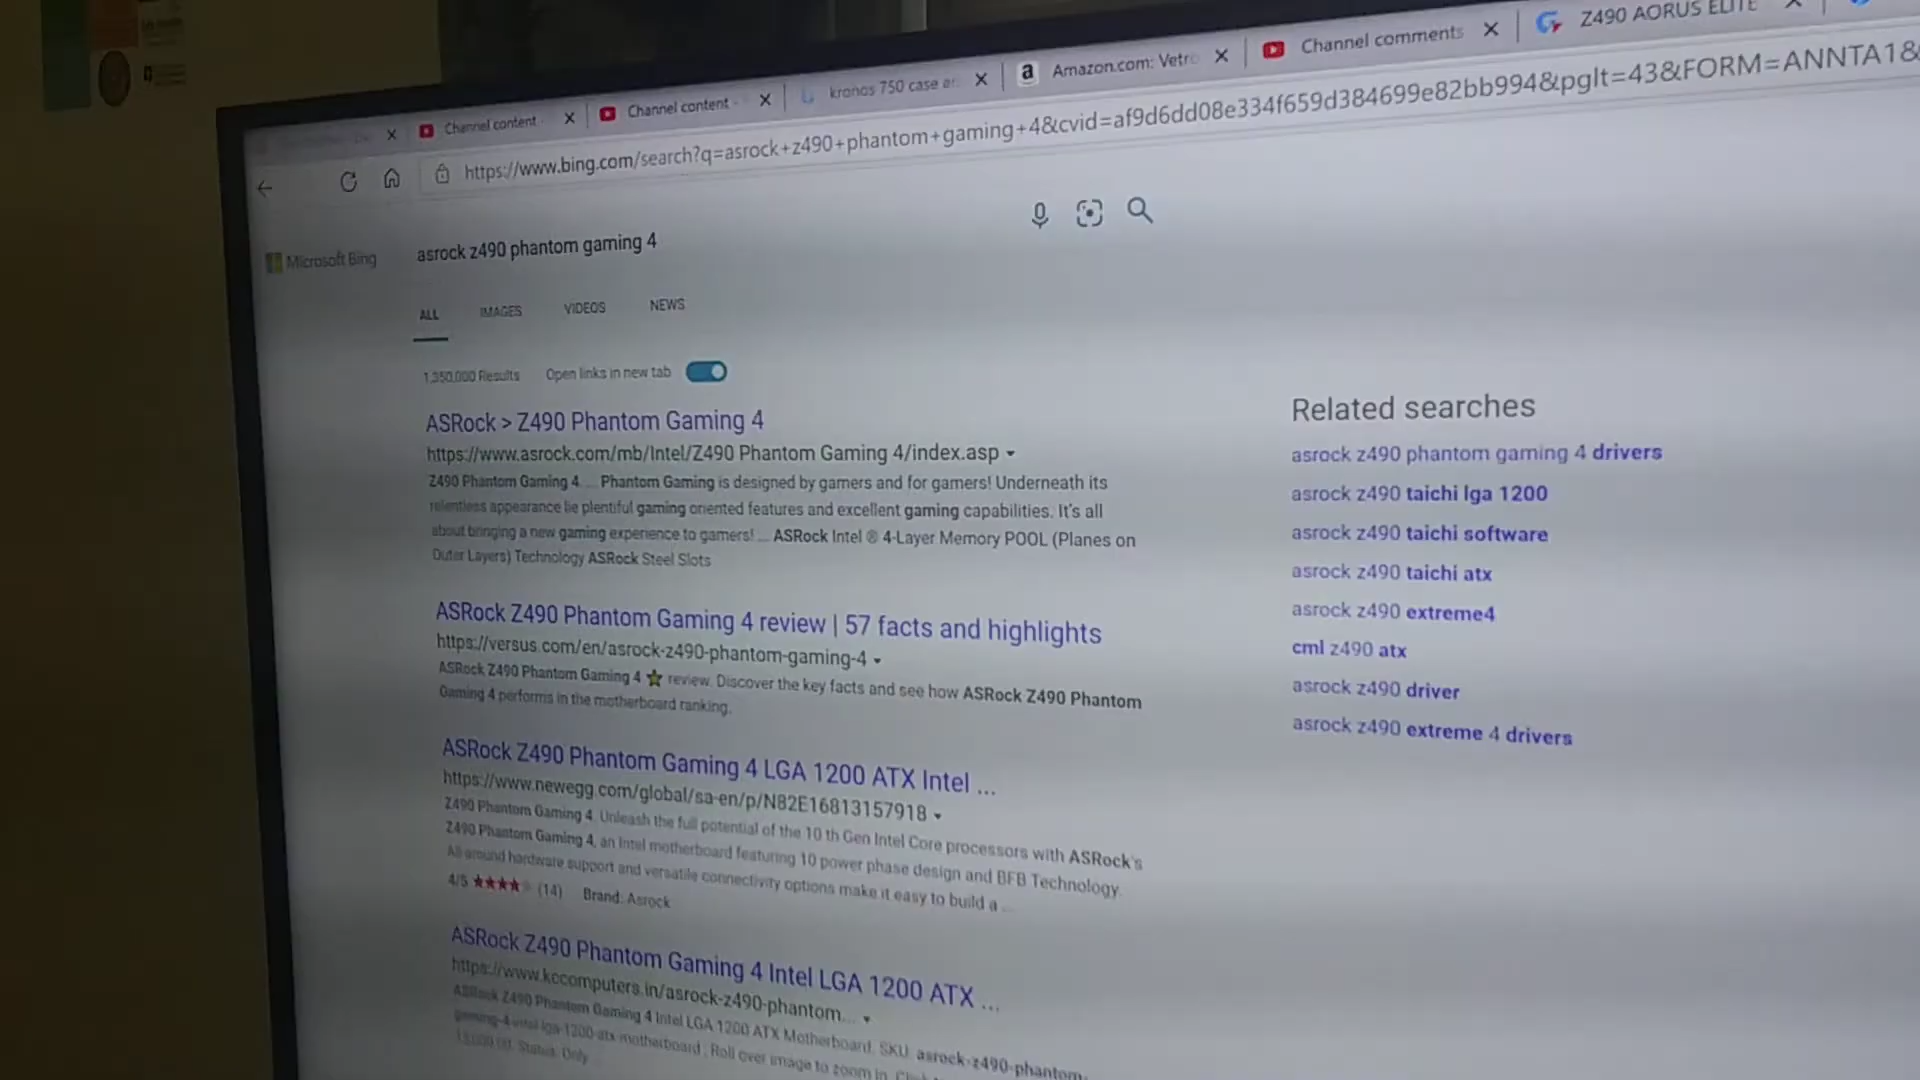 Channel content
Channel content -
kronos 750 case ar
Amazon.com: Vetro
Channel comments
Z490 AORUS ELITE
https://www.bing.com/search?q=asrock+z490+phantom+gaming+4&cvid=af9d6dd08e334f659d384699e82bb994&pglt=43&FORM=ANNTA1&
Microsoft Bing
asrock z490 phantom gaming 4
ALL IMAGES VIDEOS NEWS
1,350,000 Results Open links in new tab
ASRock > Z490 Phantom Gaming 4
https://www.asrock.com/mb/Intel/Z490 Phantom Gaming 4/index.asp
Z490 Phantom Gaming 4. ... Phantom Gaming is designed by gamers and for gamers! Underneath its
relentless appearance lie plentiful gaming oriented features and excellent gaming capabilities. It's all
about bringing a new gaming experience to gamers! ... ASRock Intel ® 4-Layer Memory POOL (Planes on
Outer Layers) Technology ASRock Steel Slots
ASRock Z490 Phantom Gaming 4 review | 57 facts and highlights
https://versus.com/en/asrock-z490-phantom-gaming-4
ASRock Z490 Phantom Gaming 4 review. Discover the key facts and see how ASRock Z490 Phantom
Gaming 4 performs in the motherboard ranking.
ASRock Z490 Phantom Gaming 4 LGA 1200 ATX Intel ...
https://www.newegg.com/global/sa-en/p/N82E16813157918
Z490 Phantom Gaming 4. Unleash the full potential of the 10 th Gen Intel Core processors with ASRock's
Z490 Phantom Gaming 4, an Intel motherboard featuring 10 power phase design and BFB Technology.
All around hardware support and versatile connectivity options make it easy to build a ...
4/5 (14) Brand: Asrock
ASRock Z490 Phantom Gaming 4 Intel LGA 1200 ATX ...
https://www.kccomputers.in/asrock-z490-phantom...
ASRock Z490 Phantom Gaming 4 Intel LGA 1200 ATX Motherboard. SKU: asrock-z490-phantom-
gaming-4-intel-lga-1200-atx-motherboard ; Roll over image to zoom in.
Status: Only
Related searches
asrock z490 phantom gaming 4 drivers
asrock z490 taichi lga 1200
asrock z490 taichi software
asrock z490 taichi atx
asrock z490 extreme4
cml z490 atx
asrock z490 driver
asrock z490 extreme 4 drivers